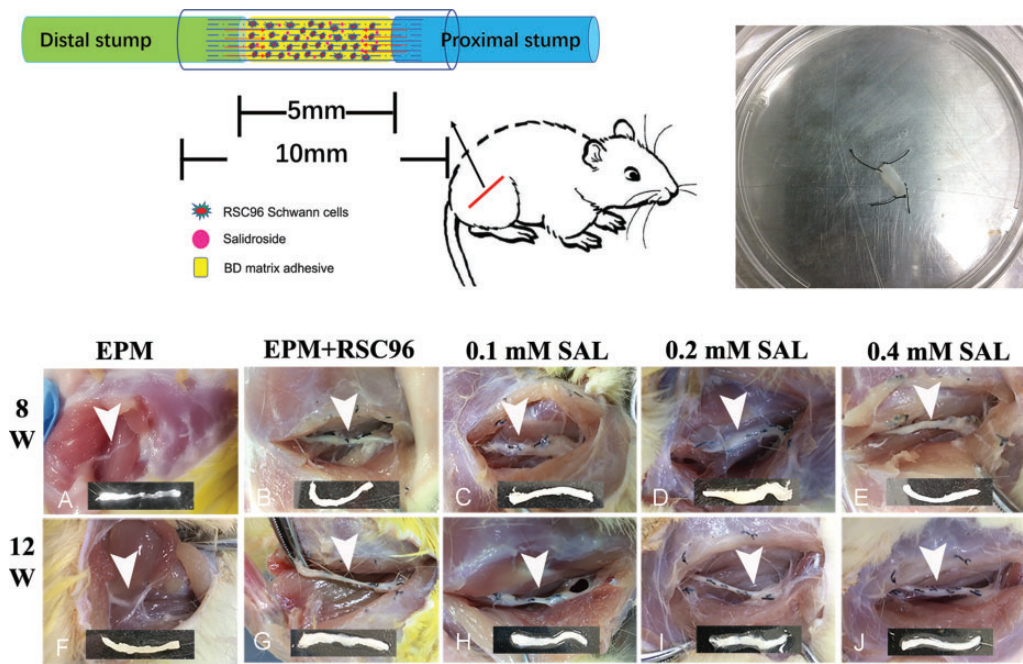 Distal stump
Proximal stump
5mm
10mm
RSC96 Schwann cells
Salidroside
BD matrix adhesive
EPM
EPM+RSC96
0.1 mM SAL
0.2 mM SAL
0.4 mM SAL
8
W
A
B
C
D
E
12
W
F
G
H
I
J